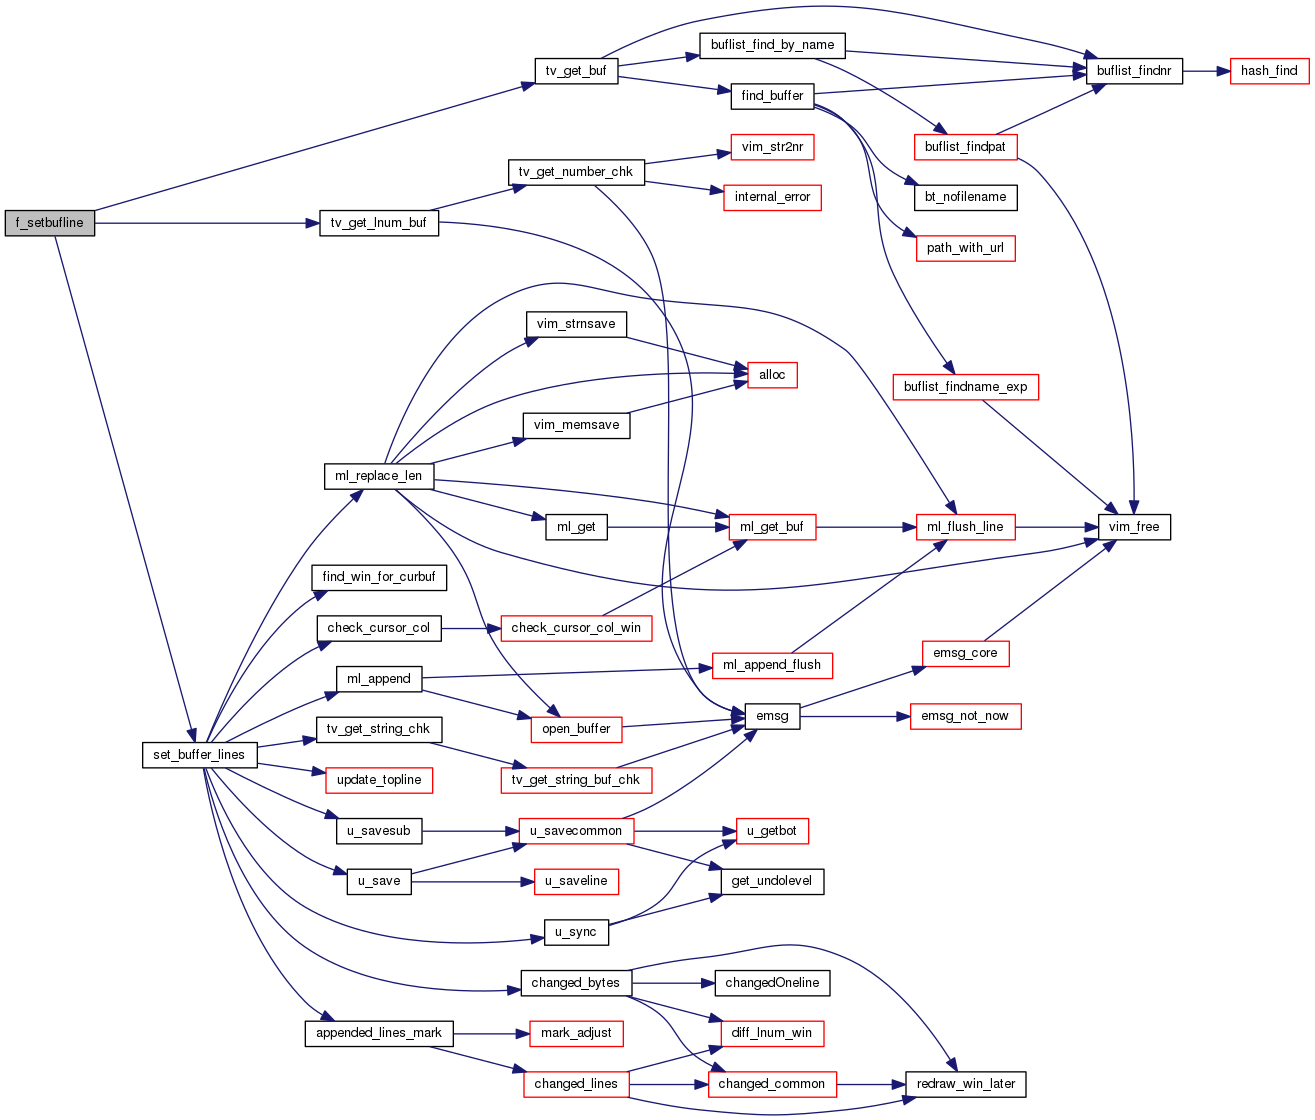 buflist_find_by_name
tv_get_buf
buflist_findnr
hash_find
find_buffer
vim_str2nr
buflist_findpat
tv_get_number_chk
internal_error
bt_nofilename
f_setbufline
tv_get_lnum_buf
path_with_url
vim_strnsave
alloc
buflist_findname_exp
vim_memsave
ml_replace_len
ml_get
ml_get_buf
ml_flush_line
vim_free
find_win_for_curbuf
check_cursor_col
check_cursor_col_win
emsg_core
ml_append_flush
ml_append
emsg
emsg_not_now
tv_get_string_chk
open_buffer
set_buffer_lines
update_topline
tv_get_string_buf_chk
u_savesub
u_savecommon
u_getbot
u_save
u_saveline
get_undolevel
u_sync
changed_bytes
changedOneline
appended_lines_mark
mark_adjust
diff_lnum_win
changed_lines
changed_common
redraw_win_later